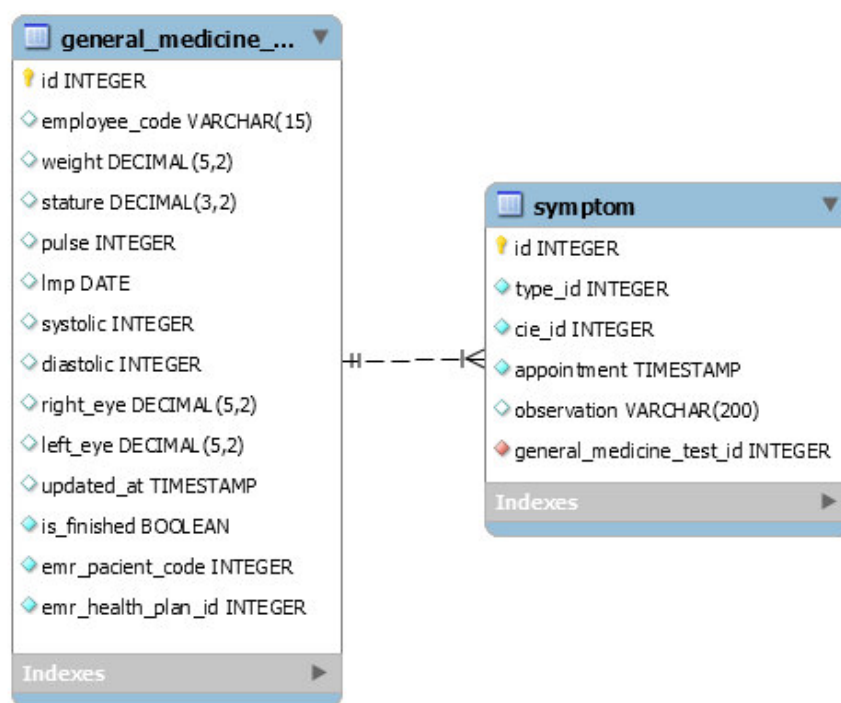 general_medicine_...
id INTEGER
employee_code VARCHAR(15)
weight DECIMAL(5,2)
stature DECIMAL(3,2)
pulse INTEGER
lmp DATE
systolic INTEGER
diastolic INTEGER
right_eye DECIMAL(5,2)
left_eye DECIMAL(5,2)
updated_at TIMESTAMP
is_finished BOOLEAN
emr_pacient_code INTEGER
emr_health_plan_id INTEGER
Indexes
symptom
id INTEGER
type_id INTEGER
cie_id INTEGER
appointment TIMESTAMP
observation VARCHAR(200)
general_medicine_test_id INTEGER
Indexes